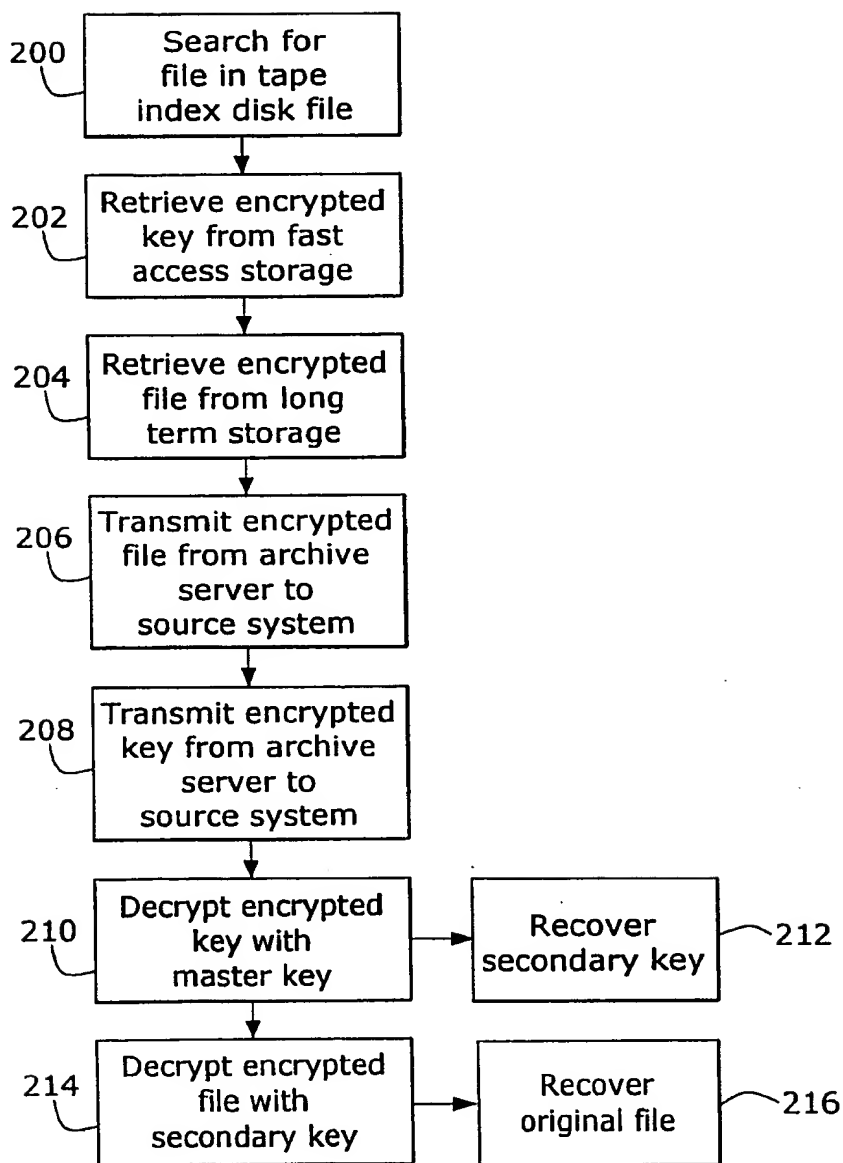 200
Search for
file in tape
index disk file
202
Retrieve encrypted
key from fast
access storage
204
Retrieve encrypted
file from long
term storage
206
Transmit encrypted
file from archive
server to
source system
208
Transmit encrypted
key from archive
server to
source system
210
Decrypt encrypted
key with
master key
Recover
secondary key
212
214
Decrypt encrypted
file with
secondary key
Recover
original file
216